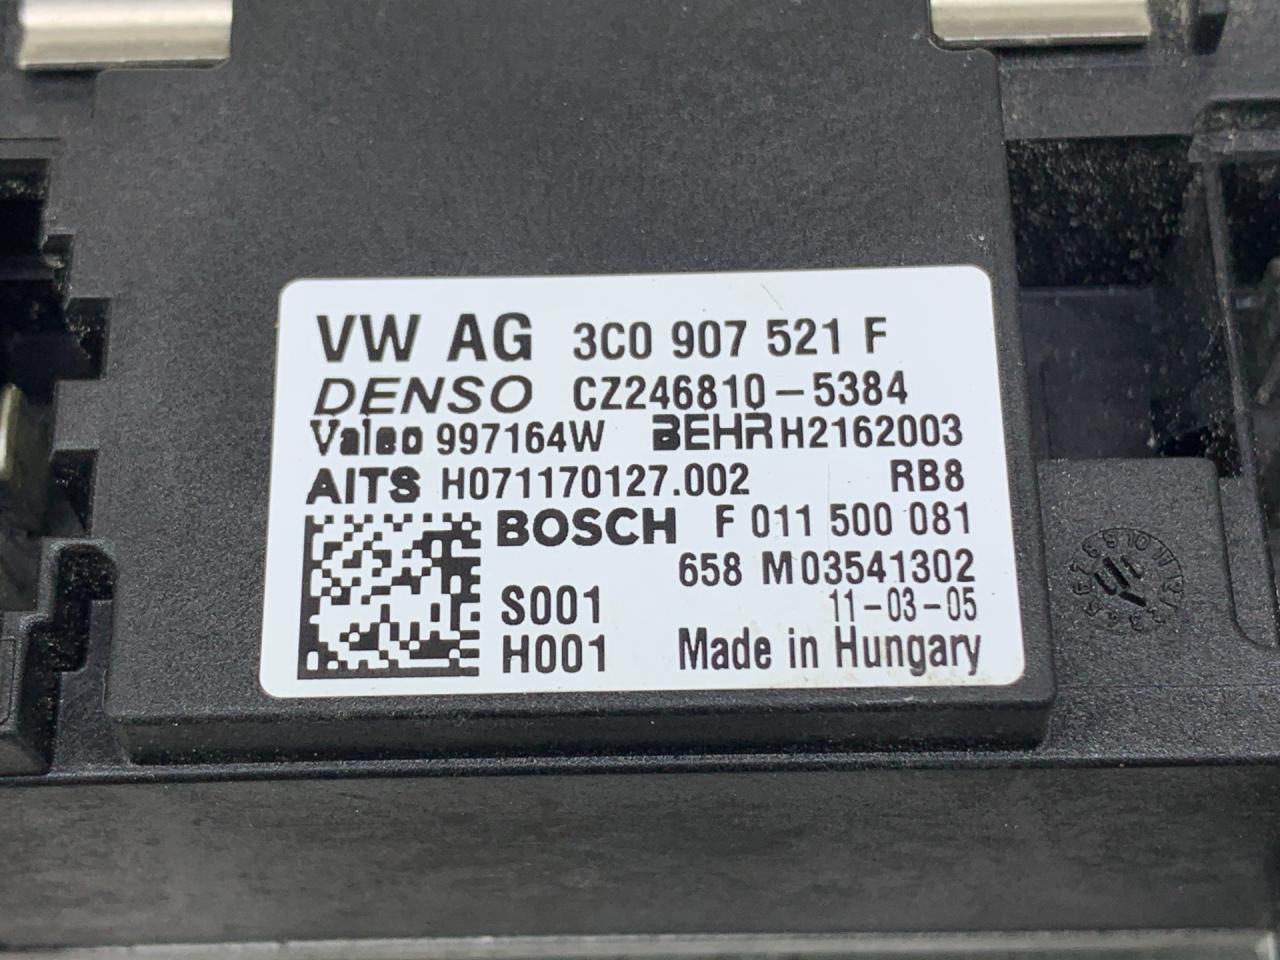 VW AG 3C0 907 521 F
DENSO CZ246810-5384
Valeo 997164W BEHR H2162003
AITS H071170127.002 RB8
BOSCH F 011 500 081
658 M03541302
S001 11-03-05
H001 Made in Hungary